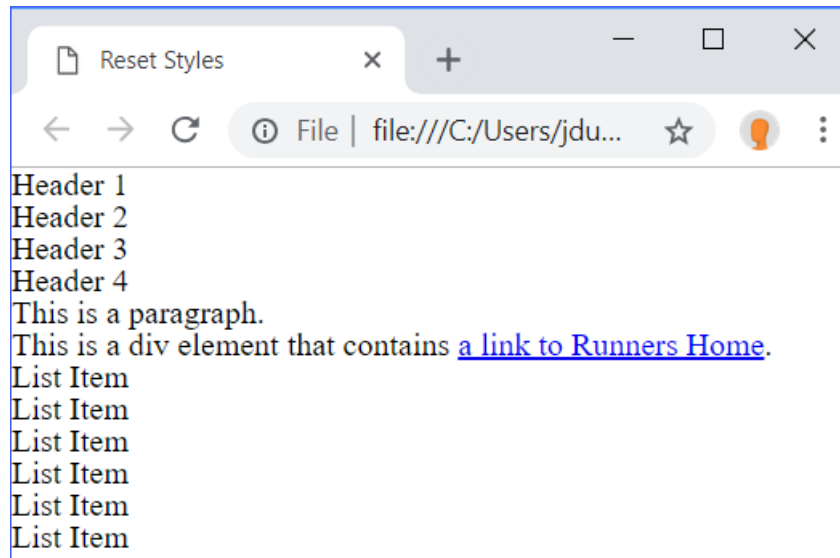 Reset Styles
File | file:///C:/Users/jdu...
Header 1
Header 2
Header 3
Header 4
This is a paragraph.
This is a div element that contains a link to Runners Home.
List Item
List Item
List Item
List Item
List Item
List Item